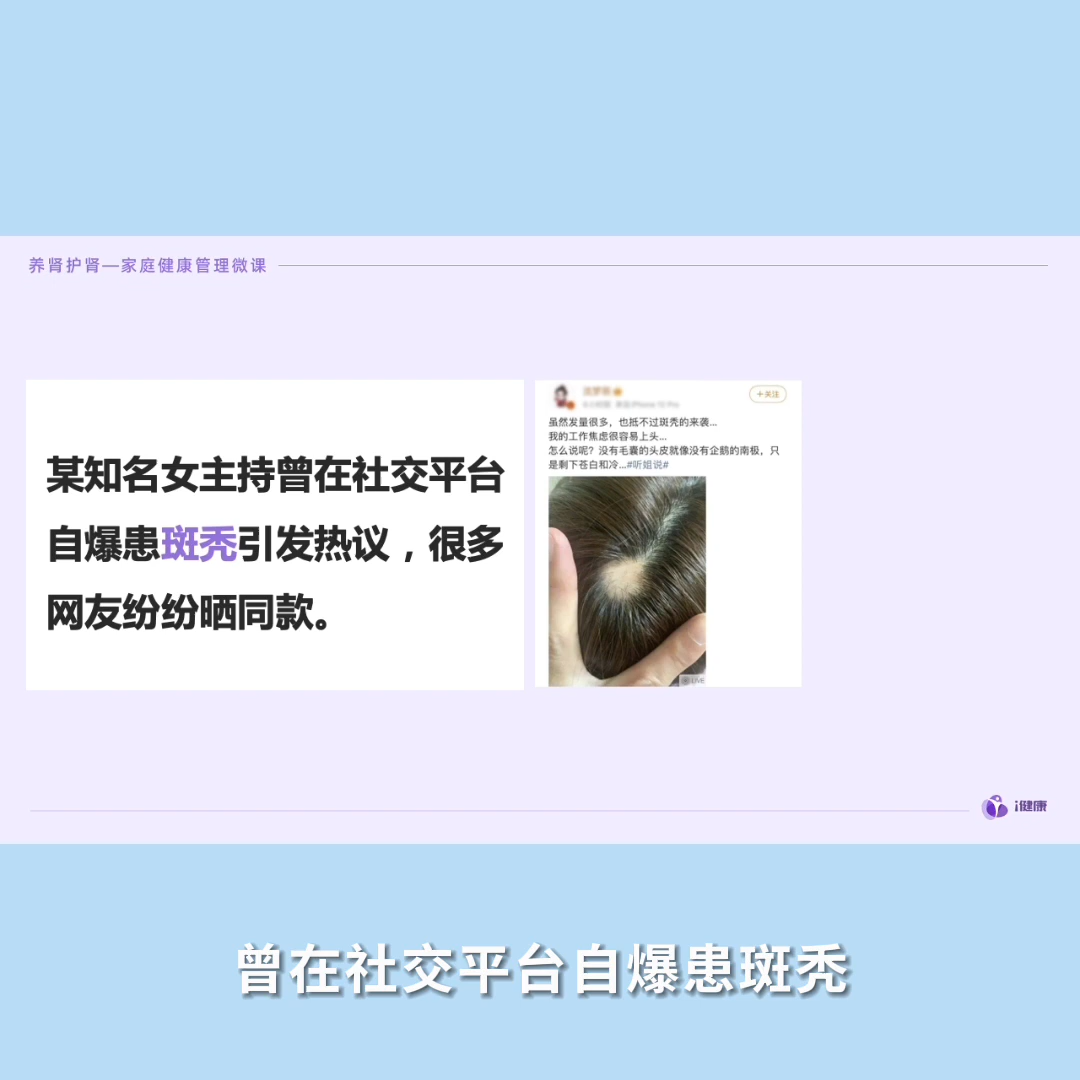 养肾护肾—家庭健康管理微课
某知名女主持曾在社交平台
自爆患斑秃引发热议，很多
网友纷纷晒同款。
+关注
虽然发量很多，也抵不过斑秃的来袭...
我的工作焦虑很容易上头...
怎么说呢？没有毛囊的头皮就像没有企鹅的南极，只
是剩下苍白和冷...#听姐说#
LIVE
i健康
曾在社交平台自爆患斑秃